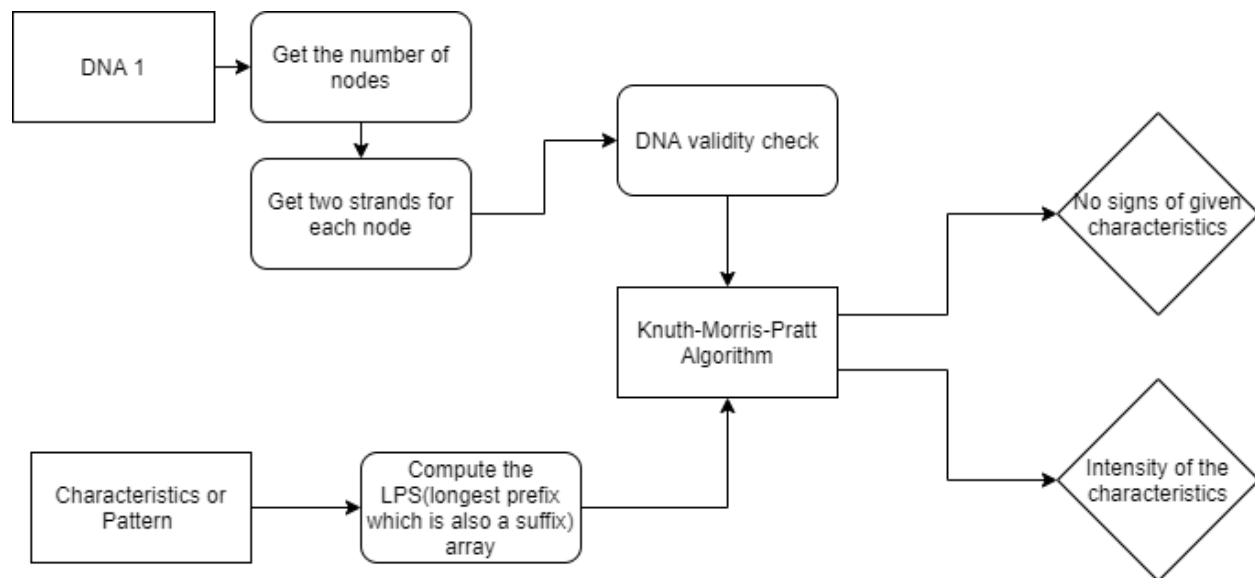 DNA 1
Get the number of
nodes
Get two strands for
each node
DNA validity check
No signs of given
characteristics
Knuth-Morris-Pratt
Algorithm
Characteristics or
Pattern
Compute the
LPS(longest prefix
which is also a suffix)
array
Intensity of the
characteristics